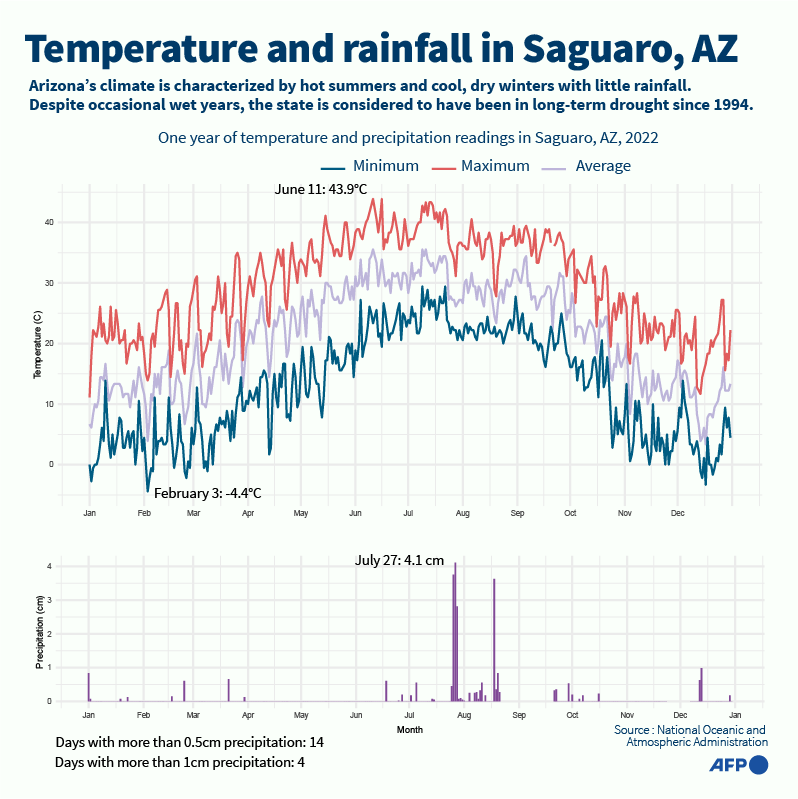 Temperature and rainfall in Saguaro, AZ
Arizona’s climate is characterized by hot summers and cool, dry winters with little rainfall.
Despite occasional wet years, the state is considered to have been in long-term drought since 1994.
One year of temperature and precipitation readings in Saguaro, AZ, 2022
Minimum Maximum Average
June 11: 43.9°C
40
30
20
10
0
Temperature (C)
February 3: -4.4°C
Jan Feb Mar Apr May Jun Jul Aug Sep Oct Nov Dec
July 27: 4.1 cm
4
3
2
1
0
Precipitation (cm)
Jan Feb Mar Apr May Jun Jul Aug Sep Oct Nov Dec Jan
Month
Days with more than 0.5cm precipitation: 14
Days with more than 1cm precipitation: 4
Source : National Oceanic and
Atmospheric Administration
AFP